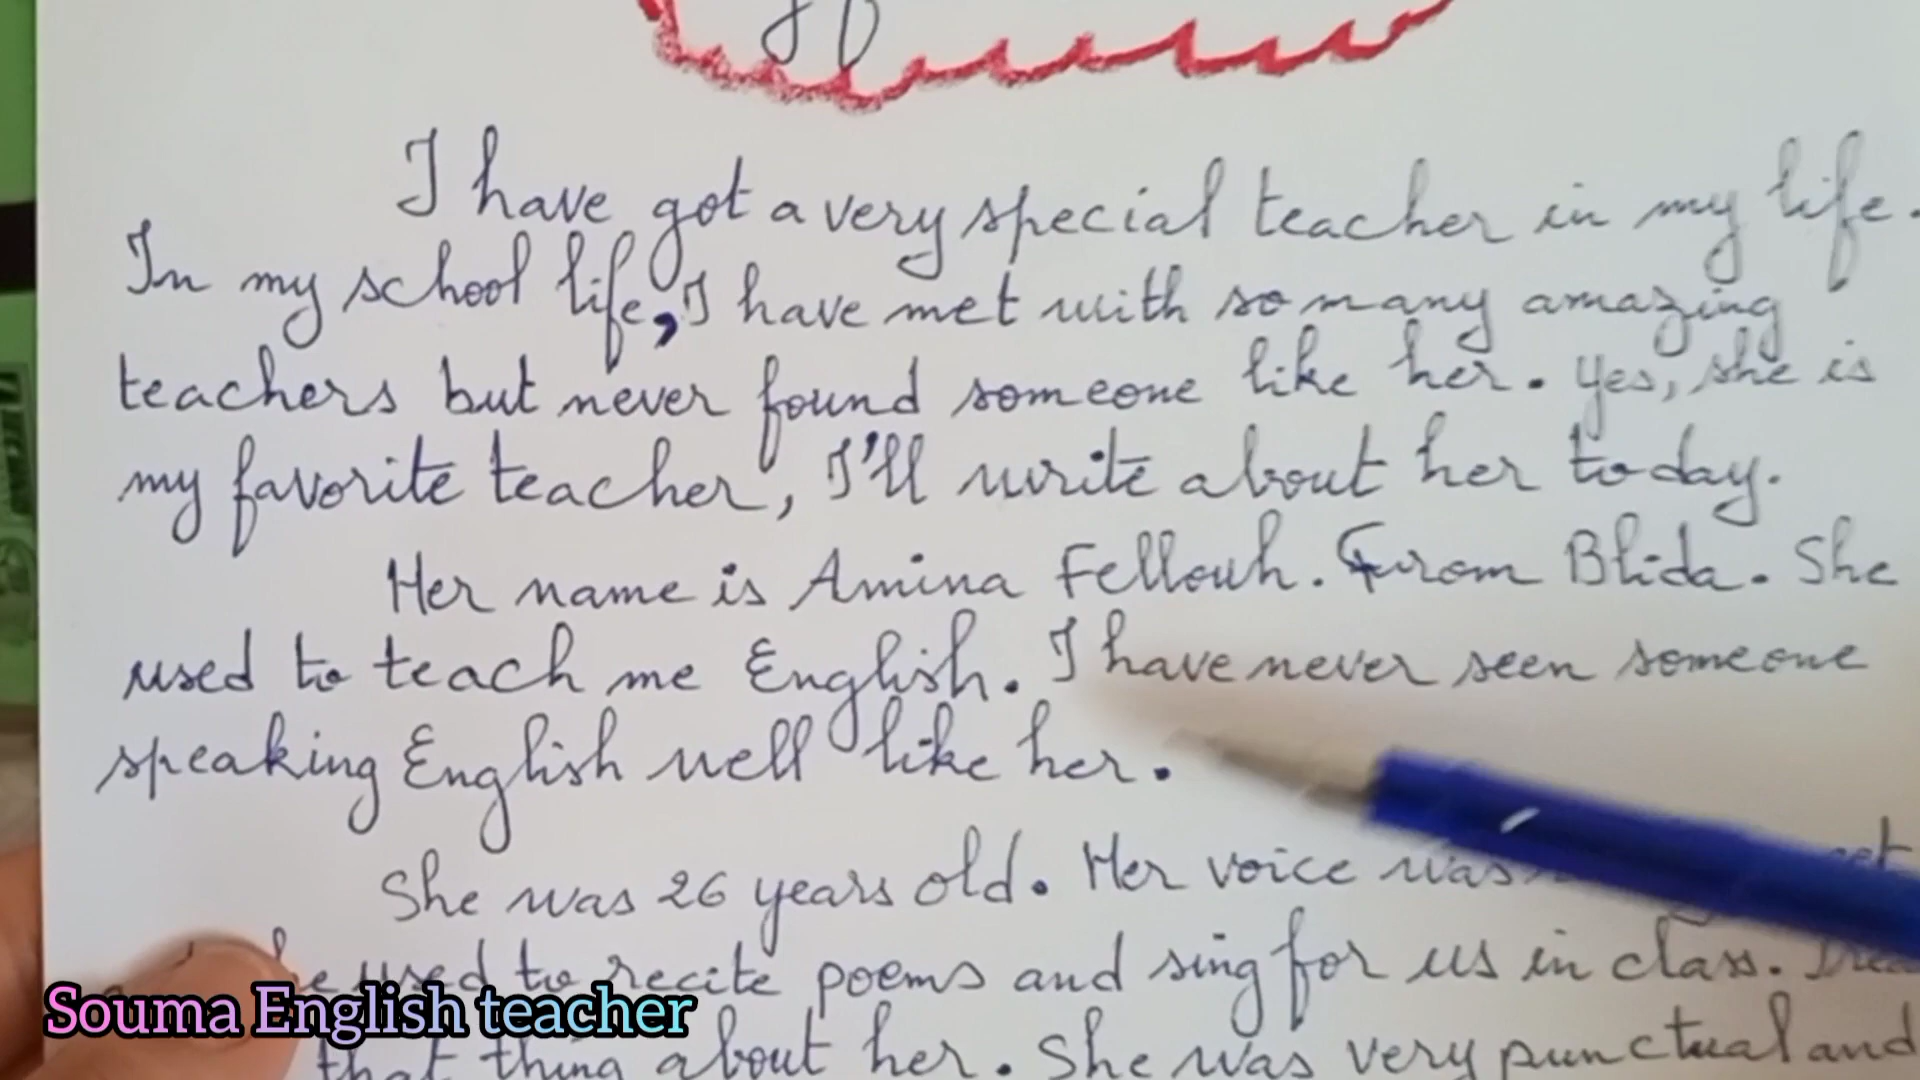 I have got a very special teacher in my life.
In my school life, I have met with so many amazing
teachers but never found someone like her. Yes, she is
my favorite teacher, I'll write about her today.
Her name is Amina Fellouh. From Blida. She
used to teach me English. I have never seen someone
speaking English well like her.
She was 26 years old. Her voice was
used to recite poems and sing for us in class.
that thing about her. She was very punctual and
Souma English teacher